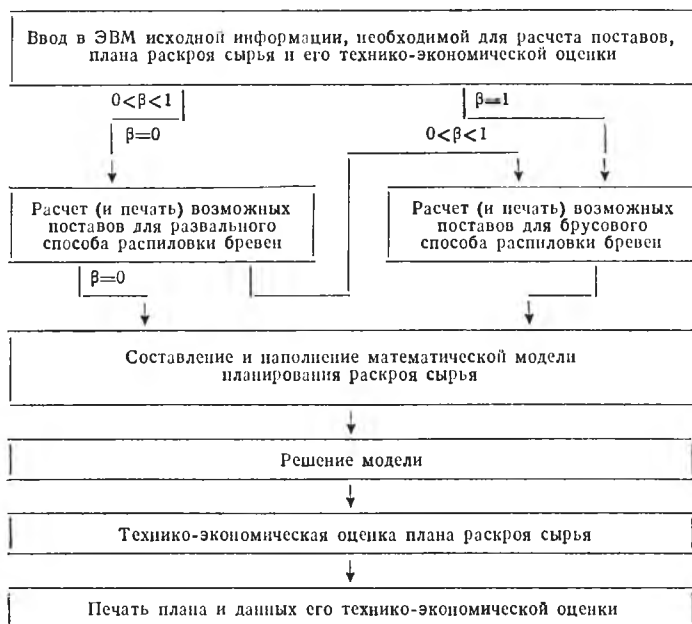 Ввод в ЭВМ исходной информации, необходимой для расчета поставов,
плана раскроя сырья и его технико-экономической оценки
0<β<1
β=1
β=0
0<β<1
Расчет (и печать) возможных
поставов для развального
способа распиловки бревен
Расчет (и печать) возможных
поставов для брусового
способа распиловки бревен
β=0
Составление и наполнение математической модели
планирования раскроя сырья
Решение модели
Технико-экономическая оценка плана раскроя сырья
Печать плана и данных его технико-экономической оценки